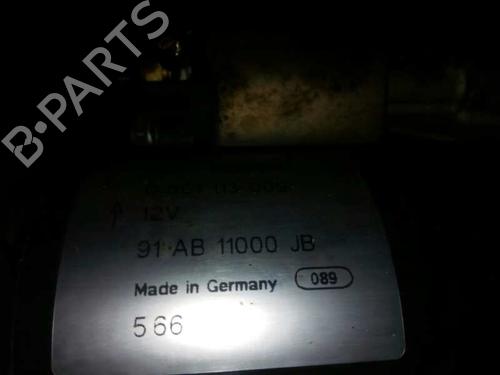 B-PARTS
12V
91 AB 11000 JB
Made in Germany 089
566